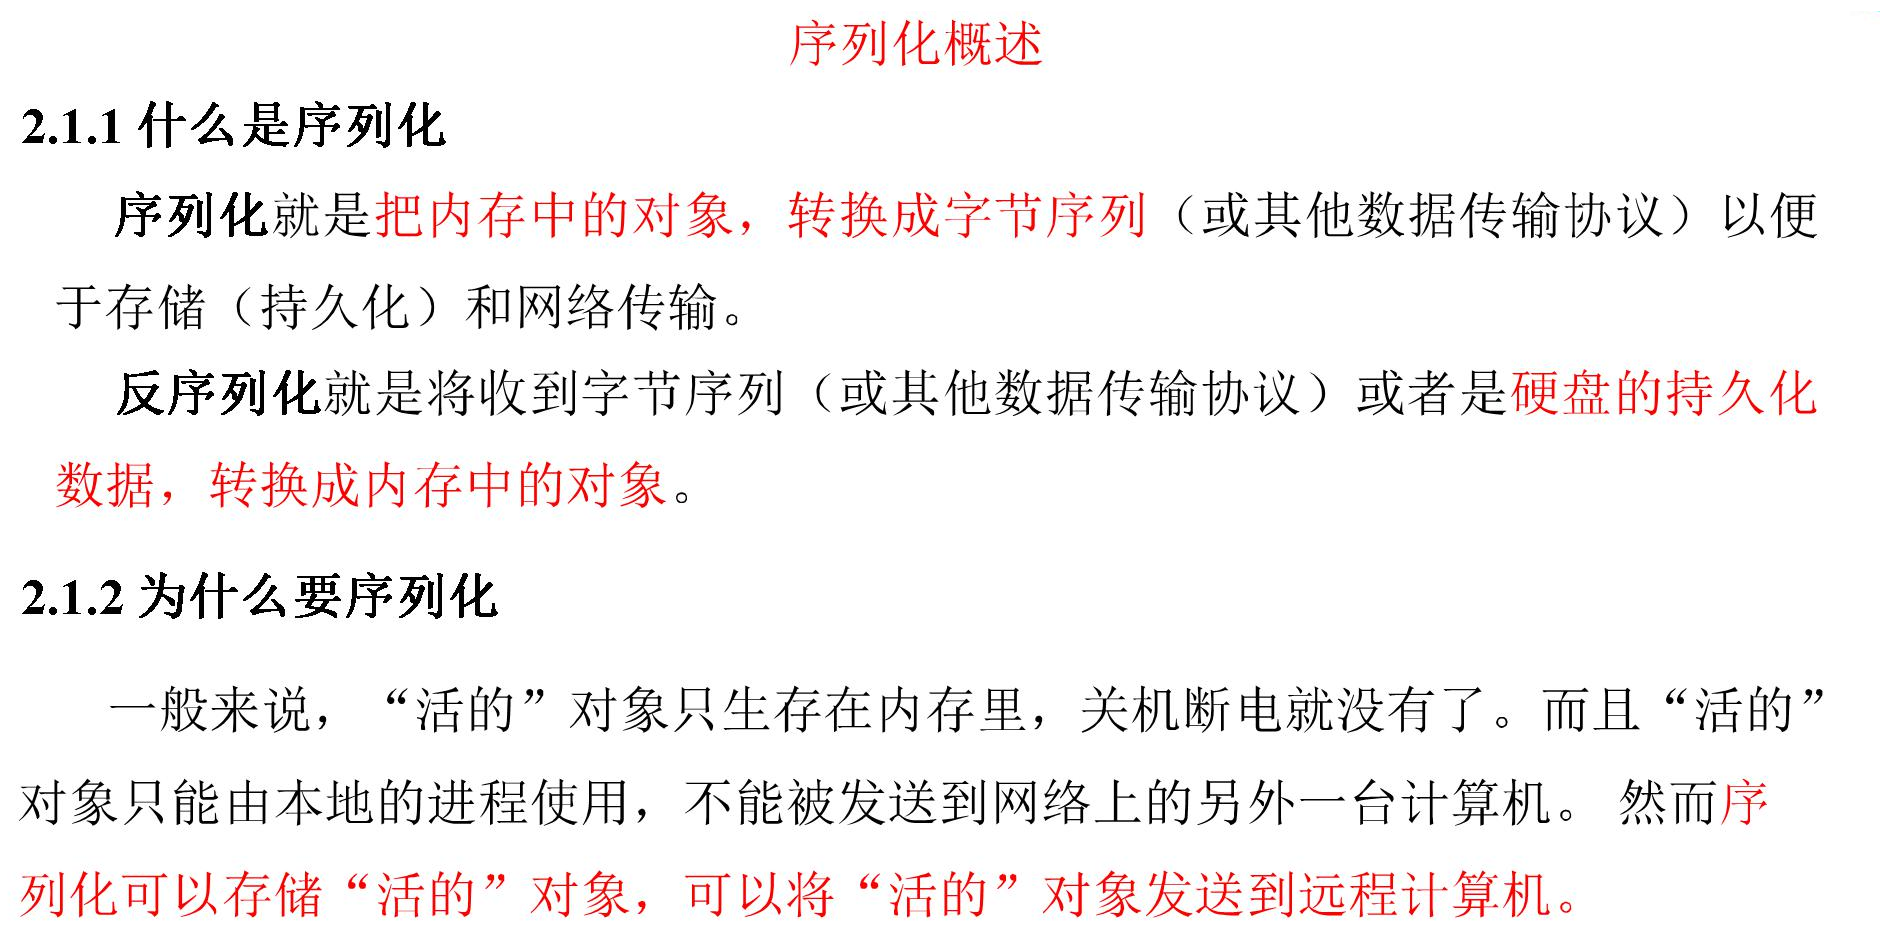 序列化概述
2.1.1 什么是序列化
序列化就是把内存中的对象，转换成字节序列（或其他数据传输协议）以便
于存储（持久化）和网络传输。
反序列化就是将收到字节序列（或其他数据传输协议）或者是硬盘的持久化
数据，转换成内存中的对象。
2.1.2 为什么要序列化
一般来说，“活的”对象只生存在内存里，关机断电就没有了。而且“活的”
对象只能由本地的进程使用，不能被发送到网络上的另外一台计算机。 然而序
列化可以存储“活的”对象，可以将“活的”对象发送到远程计算机。